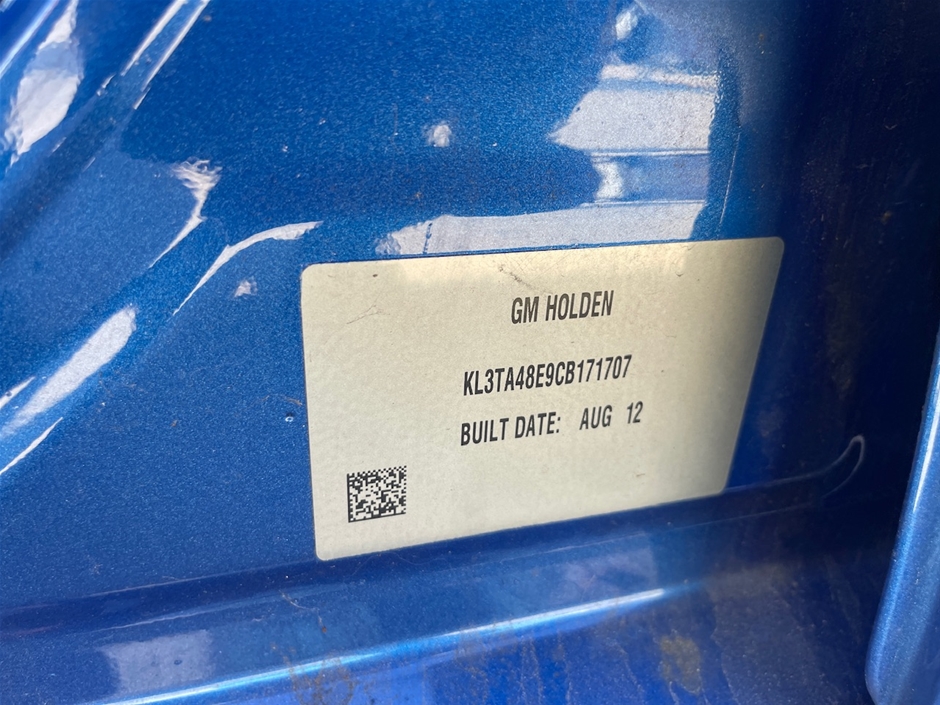 GM HOLDEN
KL3TA48E9CB171707
BUILT DATE: AUG 12